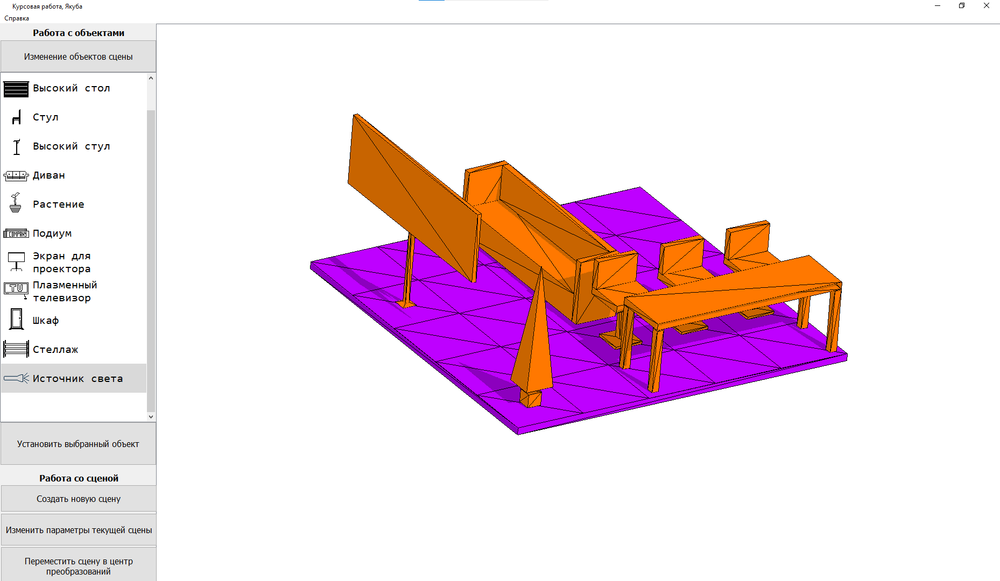 Курсовая работа, Якуба
Справка
Работа с объектами
Изменение объектов сцены
Высокий стол
Стул
Высокий стул
Диван
Растение
COMPANY Подиум
Экран для
проектора
TV Плазменный
телевизор
Шкаф
Стеллаж
Источник света
Установить выбранный объект
Работа со сценой
Создать новую сцену
Изменить параметры текущей сцены
Переместить сцену в центр
преобразований